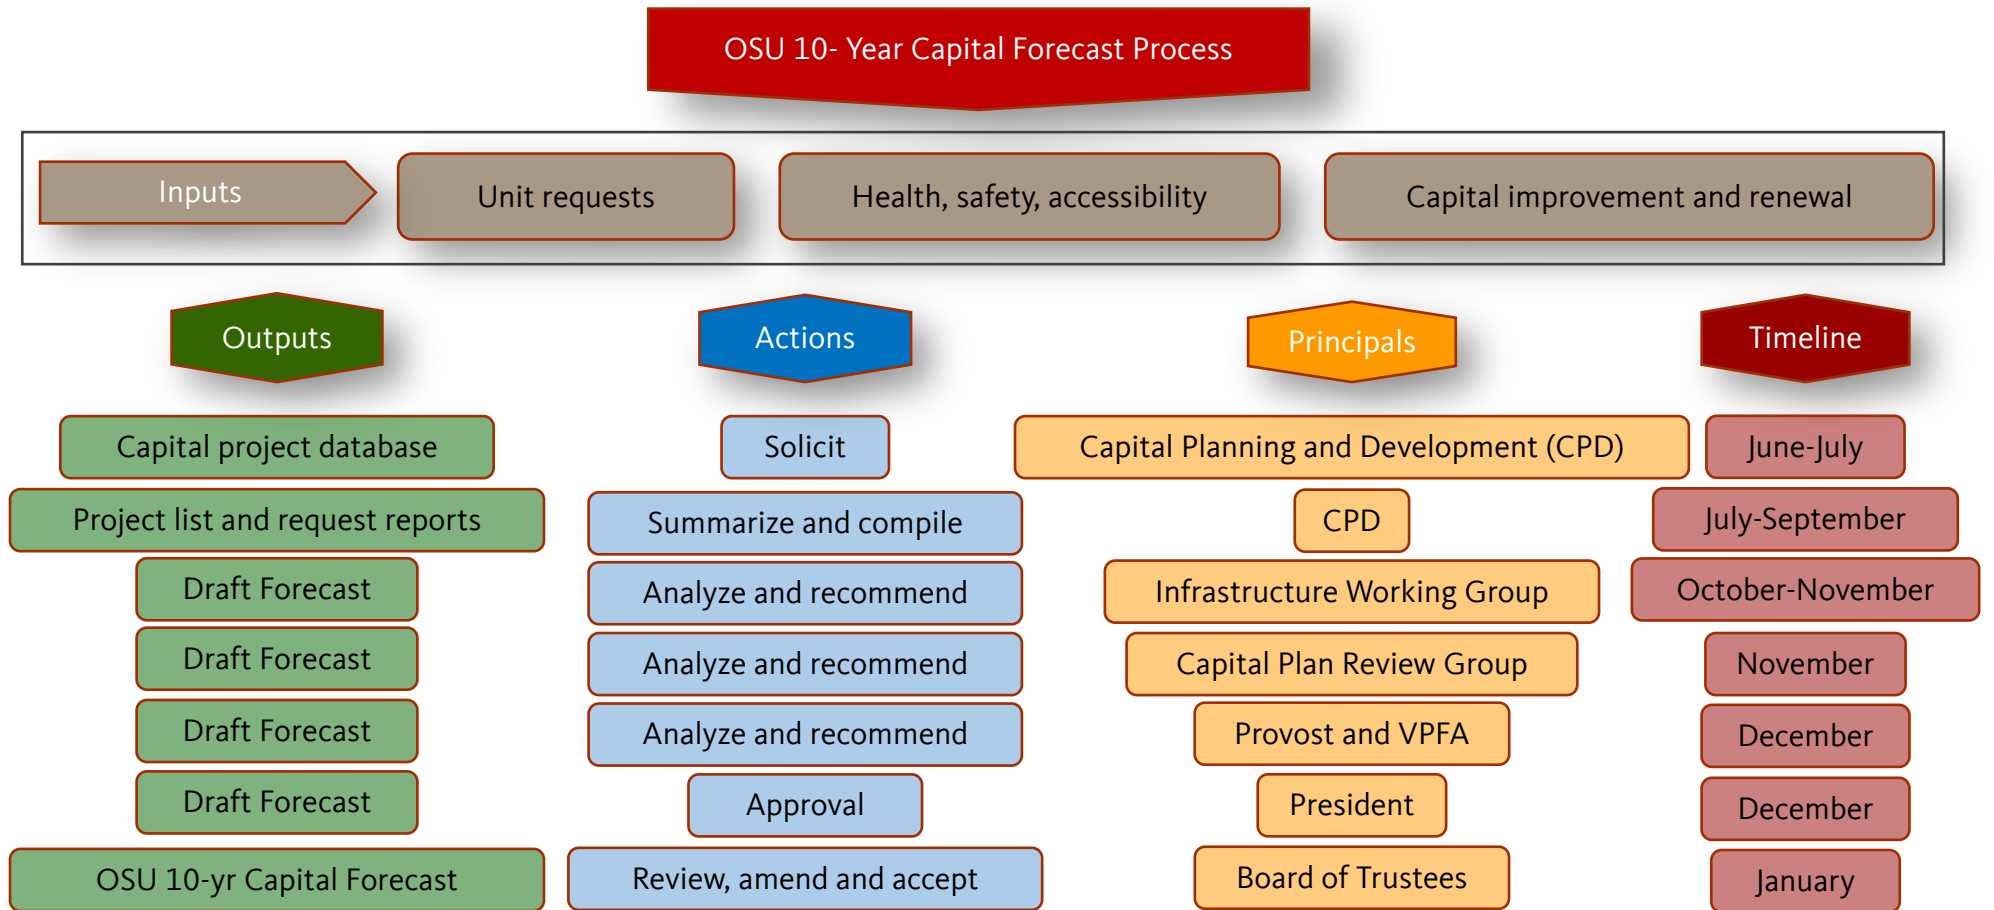 OSU 10- Year Capital Forecast Process
Inputs
Unit requests
Health, safety, accessibility
Capital improvement and renewal
Outputs
Actions
Principals
Timeline
Capital project database
Solicit
Capital Planning and Development (CPD)
June-July
Project list and request reports
Summarize and compile
CPD
July-September
Draft Forecast
Analyze and recommend
Infrastructure Working Group
October-November
Draft Forecast
Analyze and recommend
Capital Plan Review Group
November
Draft Forecast
Analyze and recommend
Provost and VPFA
December
Draft Forecast
Approval
President
December
OSU 10-yr Capital Forecast
Review, amend and accept
Board of Trustees
January